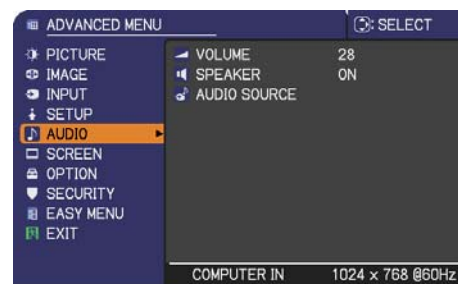 ADVANCED MENU : SELECT
PICTURE
IMAGE
INPUT
SETUP
AUDIO
SCREEN
OPTION
SECURITY
EASY MENU
EXIT
VOLUME 28
SPEAKER ON
AUDIO SOURCE
COMPUTER IN 1024 x 768 @60Hz